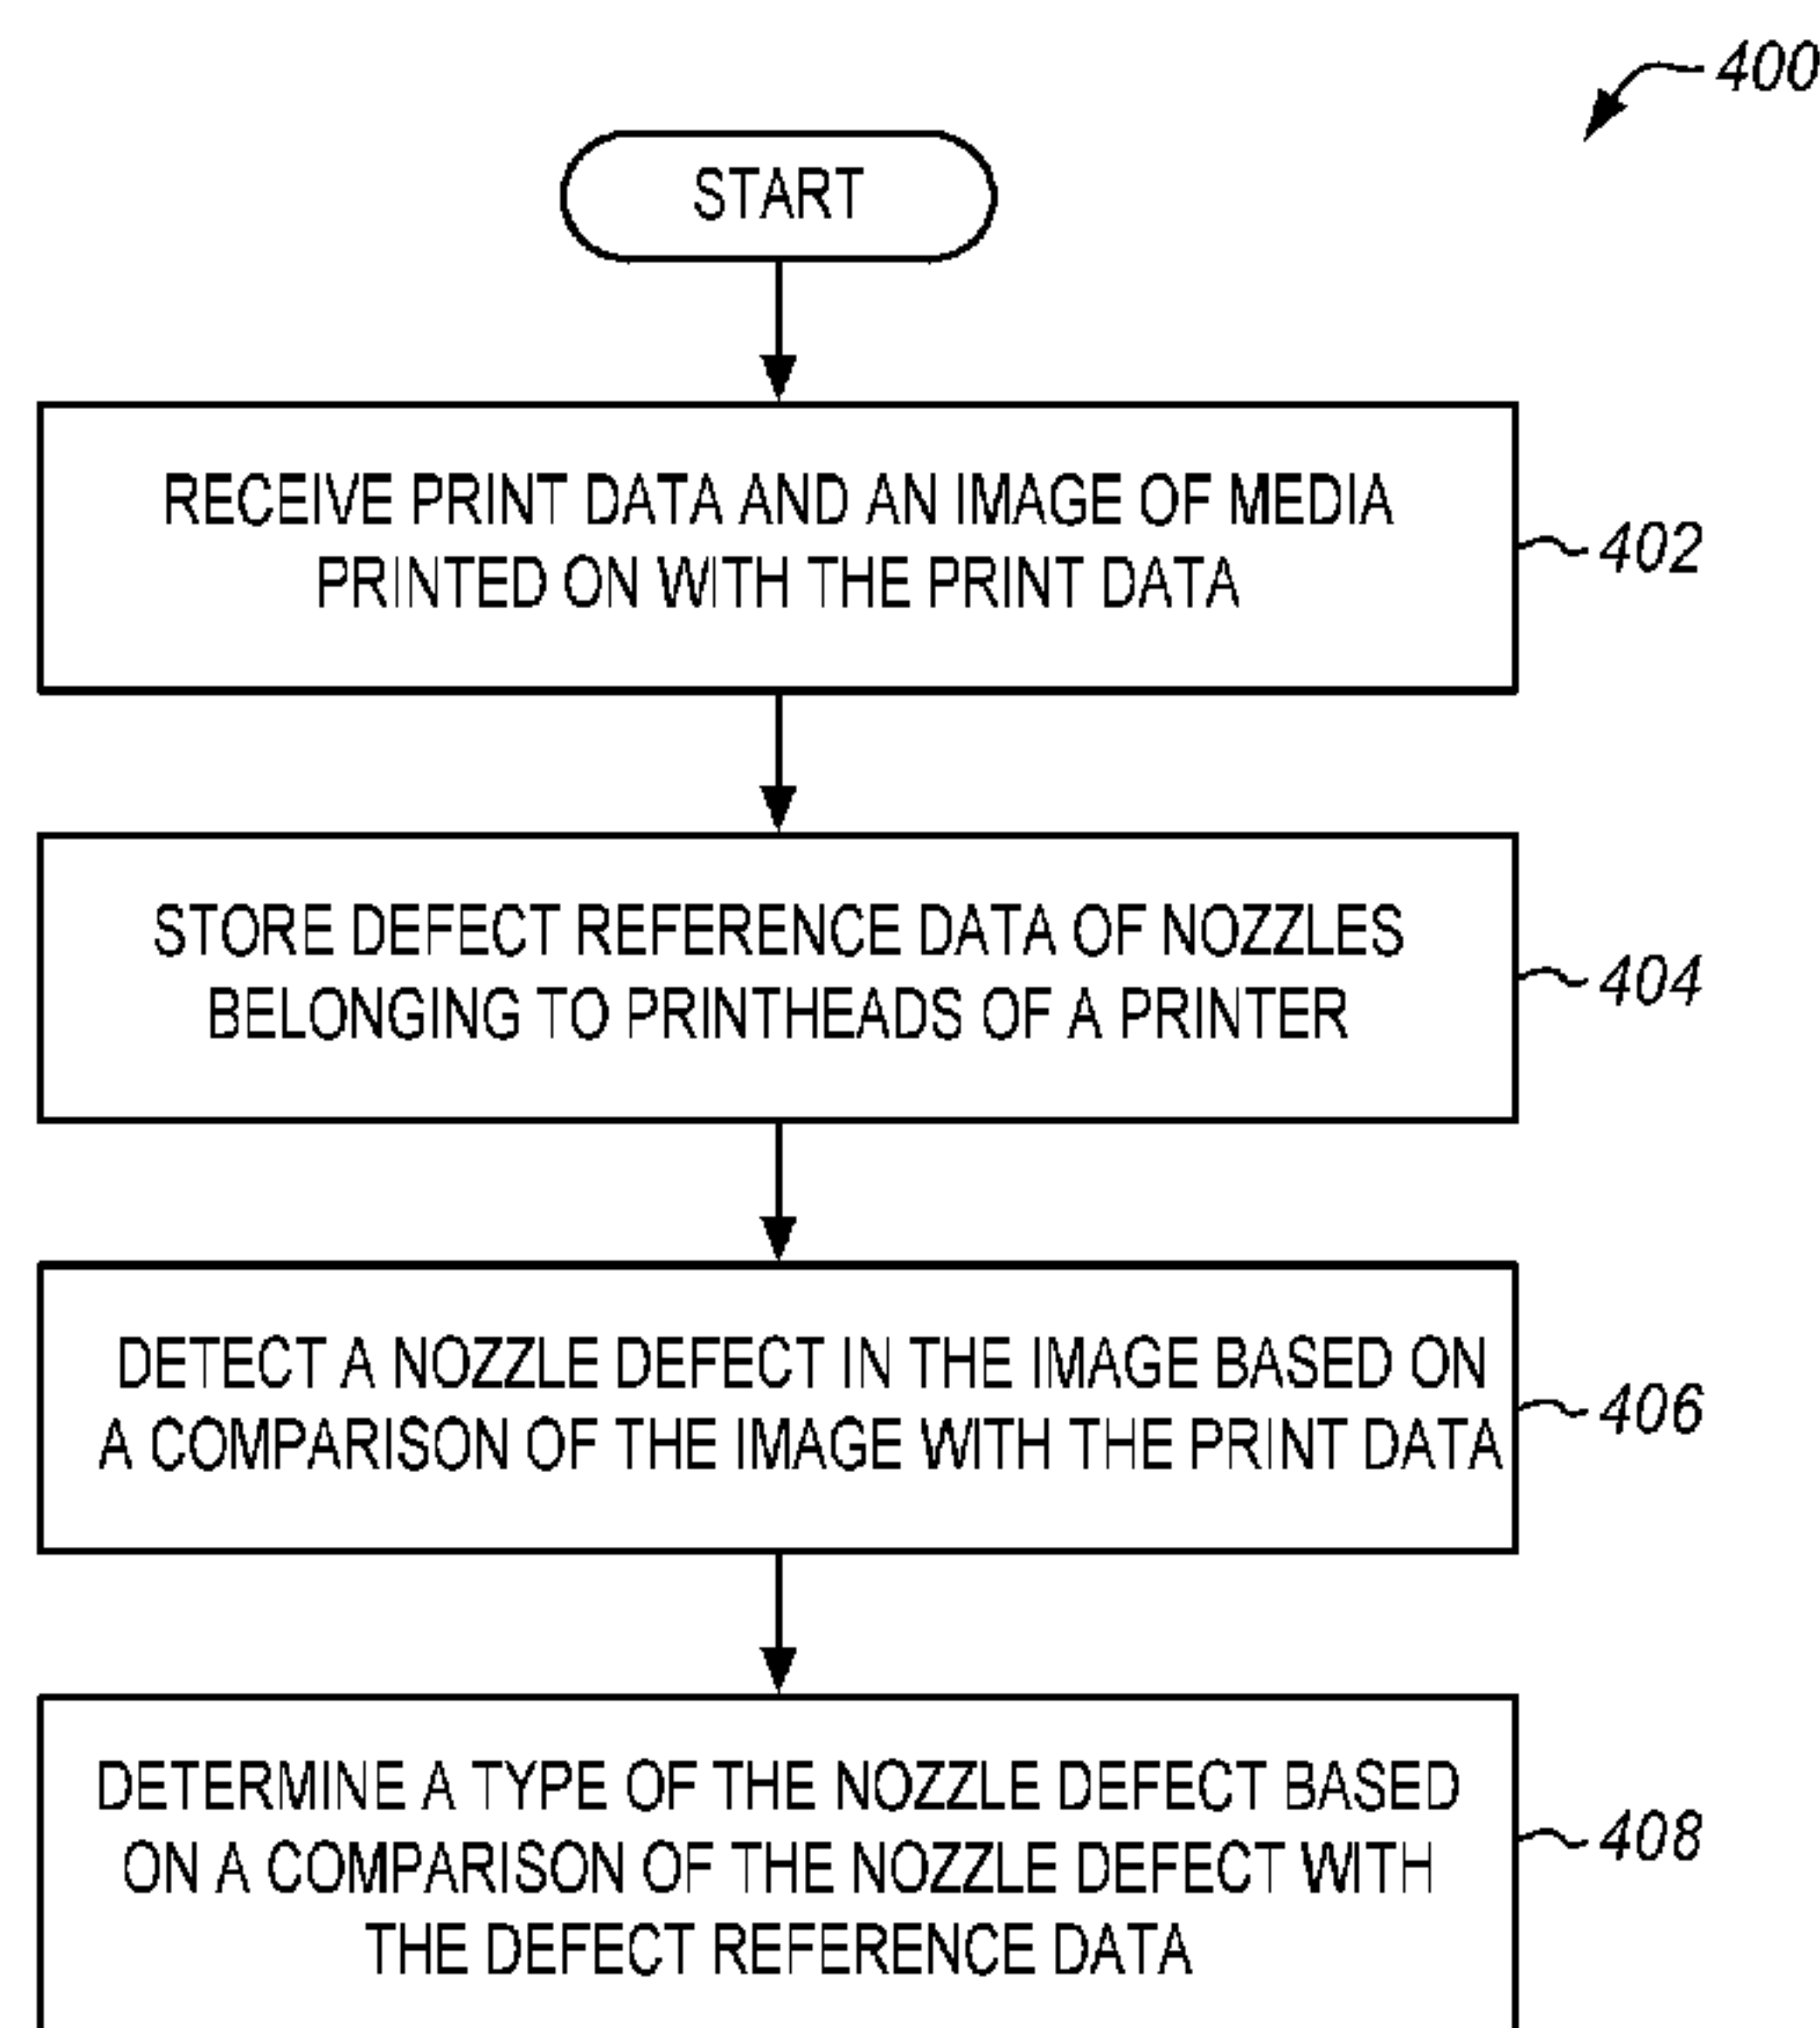 400
START
RECEIVE PRINT DATA AND AN IMAGE OF MEDIA
PRINTED ON WITH THE PRINT DATA
402
STORE DEFECT REFERENCE DATA OF NOZZLES
BELONGING TO PRINTHEADS OF A PRINTER
404
DETECT A NOZZLE DEFECT IN THE IMAGE BASED ON
A COMPARISON OF THE IMAGE WITH THE PRINT DATA
406
DETERMINE A TYPE OF THE NOZZLE DEFECT BASED
ON A COMPARISON OF THE NOZZLE DEFECT WITH
THE DEFECT REFERENCE DATA
408